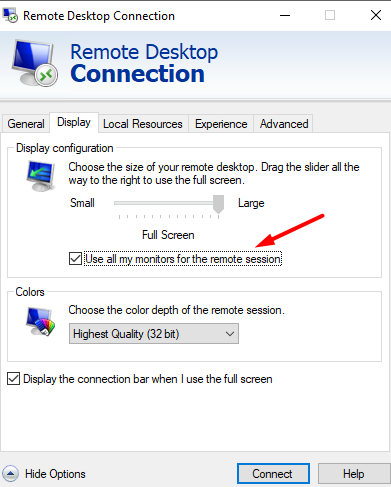 Remote Desktop Connection
Remote Desktop
Connection
General Display Local Resources Experience Advanced
Display configuration
Choose the size of your remote desktop. Drag the slider all the
way to the right to use the full screen.
Small Large
Full Screen
Use all my monitors for the remote session
Colors
Choose the color depth of the remote session.
Highest Quality (32 bit)
Display the connection bar when I use the full screen
Hide Options Connect Help